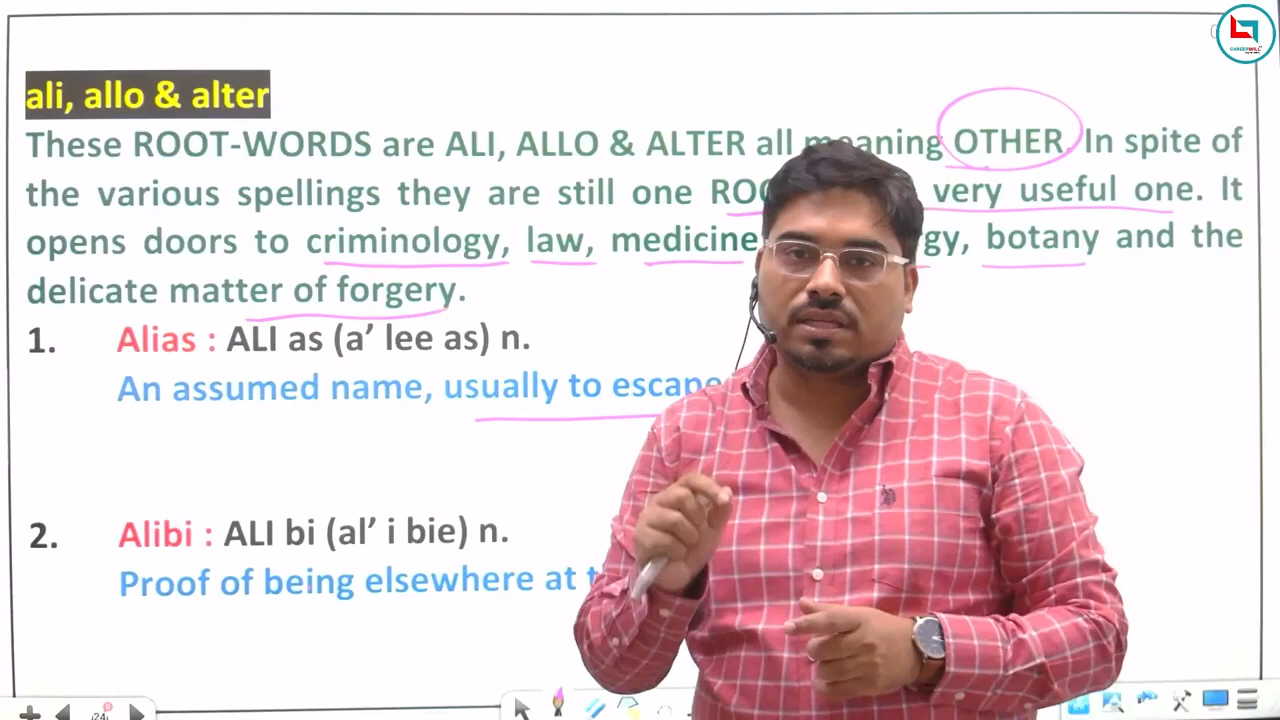 ali, allo & alter
These ROOT-WORDS are ALI, ALLO & ALTER all meaning OTHER. In spite of
the various spellings they are still one very useful one. It
opens doors to criminology, law, medicine botany and the
delicate matter of forgery.
1. Alias : ALI as (a’ lee as) n.
An assumed name, usually to escape
2. Alibi : ALI bi (al’ i bie) n.
Proof of being elsewhere at
24